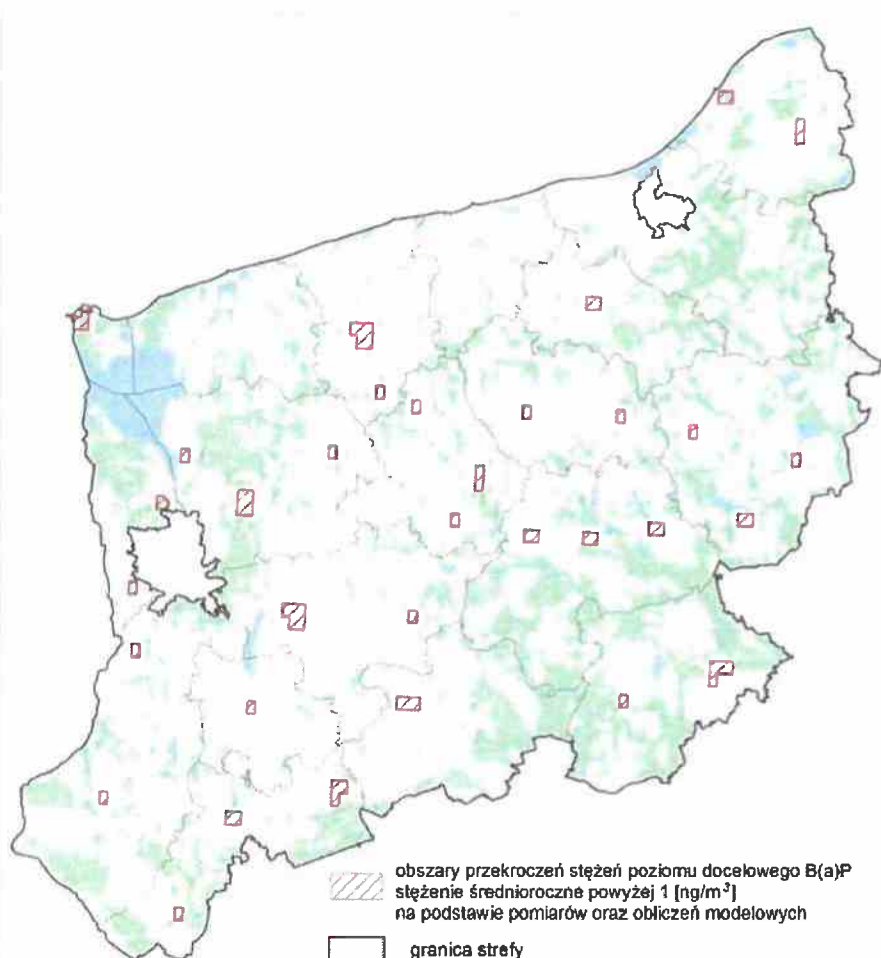 obszary przekroczeń stężeń poziomu docelowego B(a)P
stężenie średnioroczne powyżej 1 [ng/m³]
na podstawie pomiarów oraz obliczeń modelowych
granica strefy